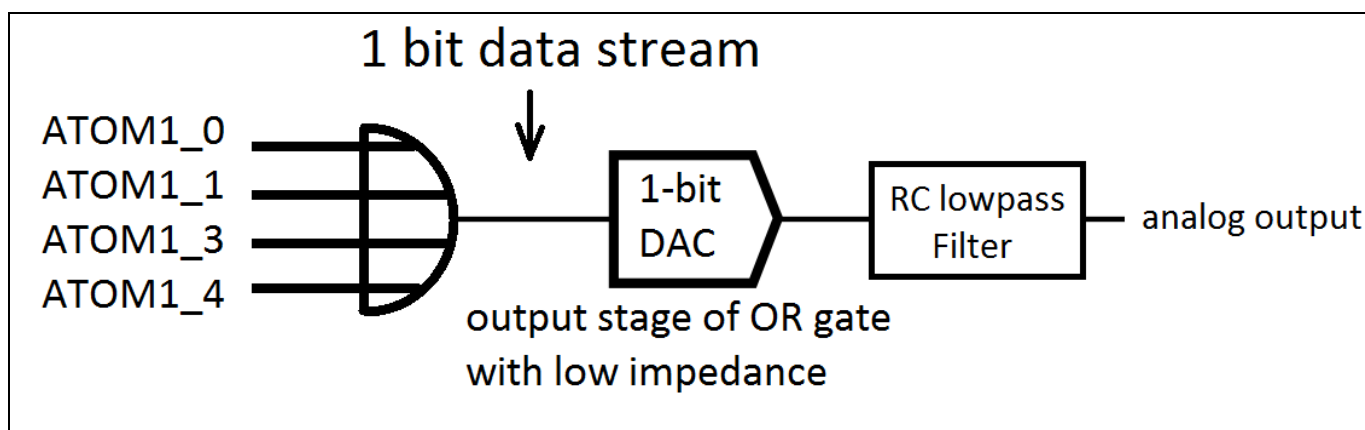 1 bit data stream
ATOM1_0
ATOM1_1
ATOM1_3
ATOM1_4
1-bit
DAC
RC lowpass
Filter
analog output
output stage of OR gate
with low impedance